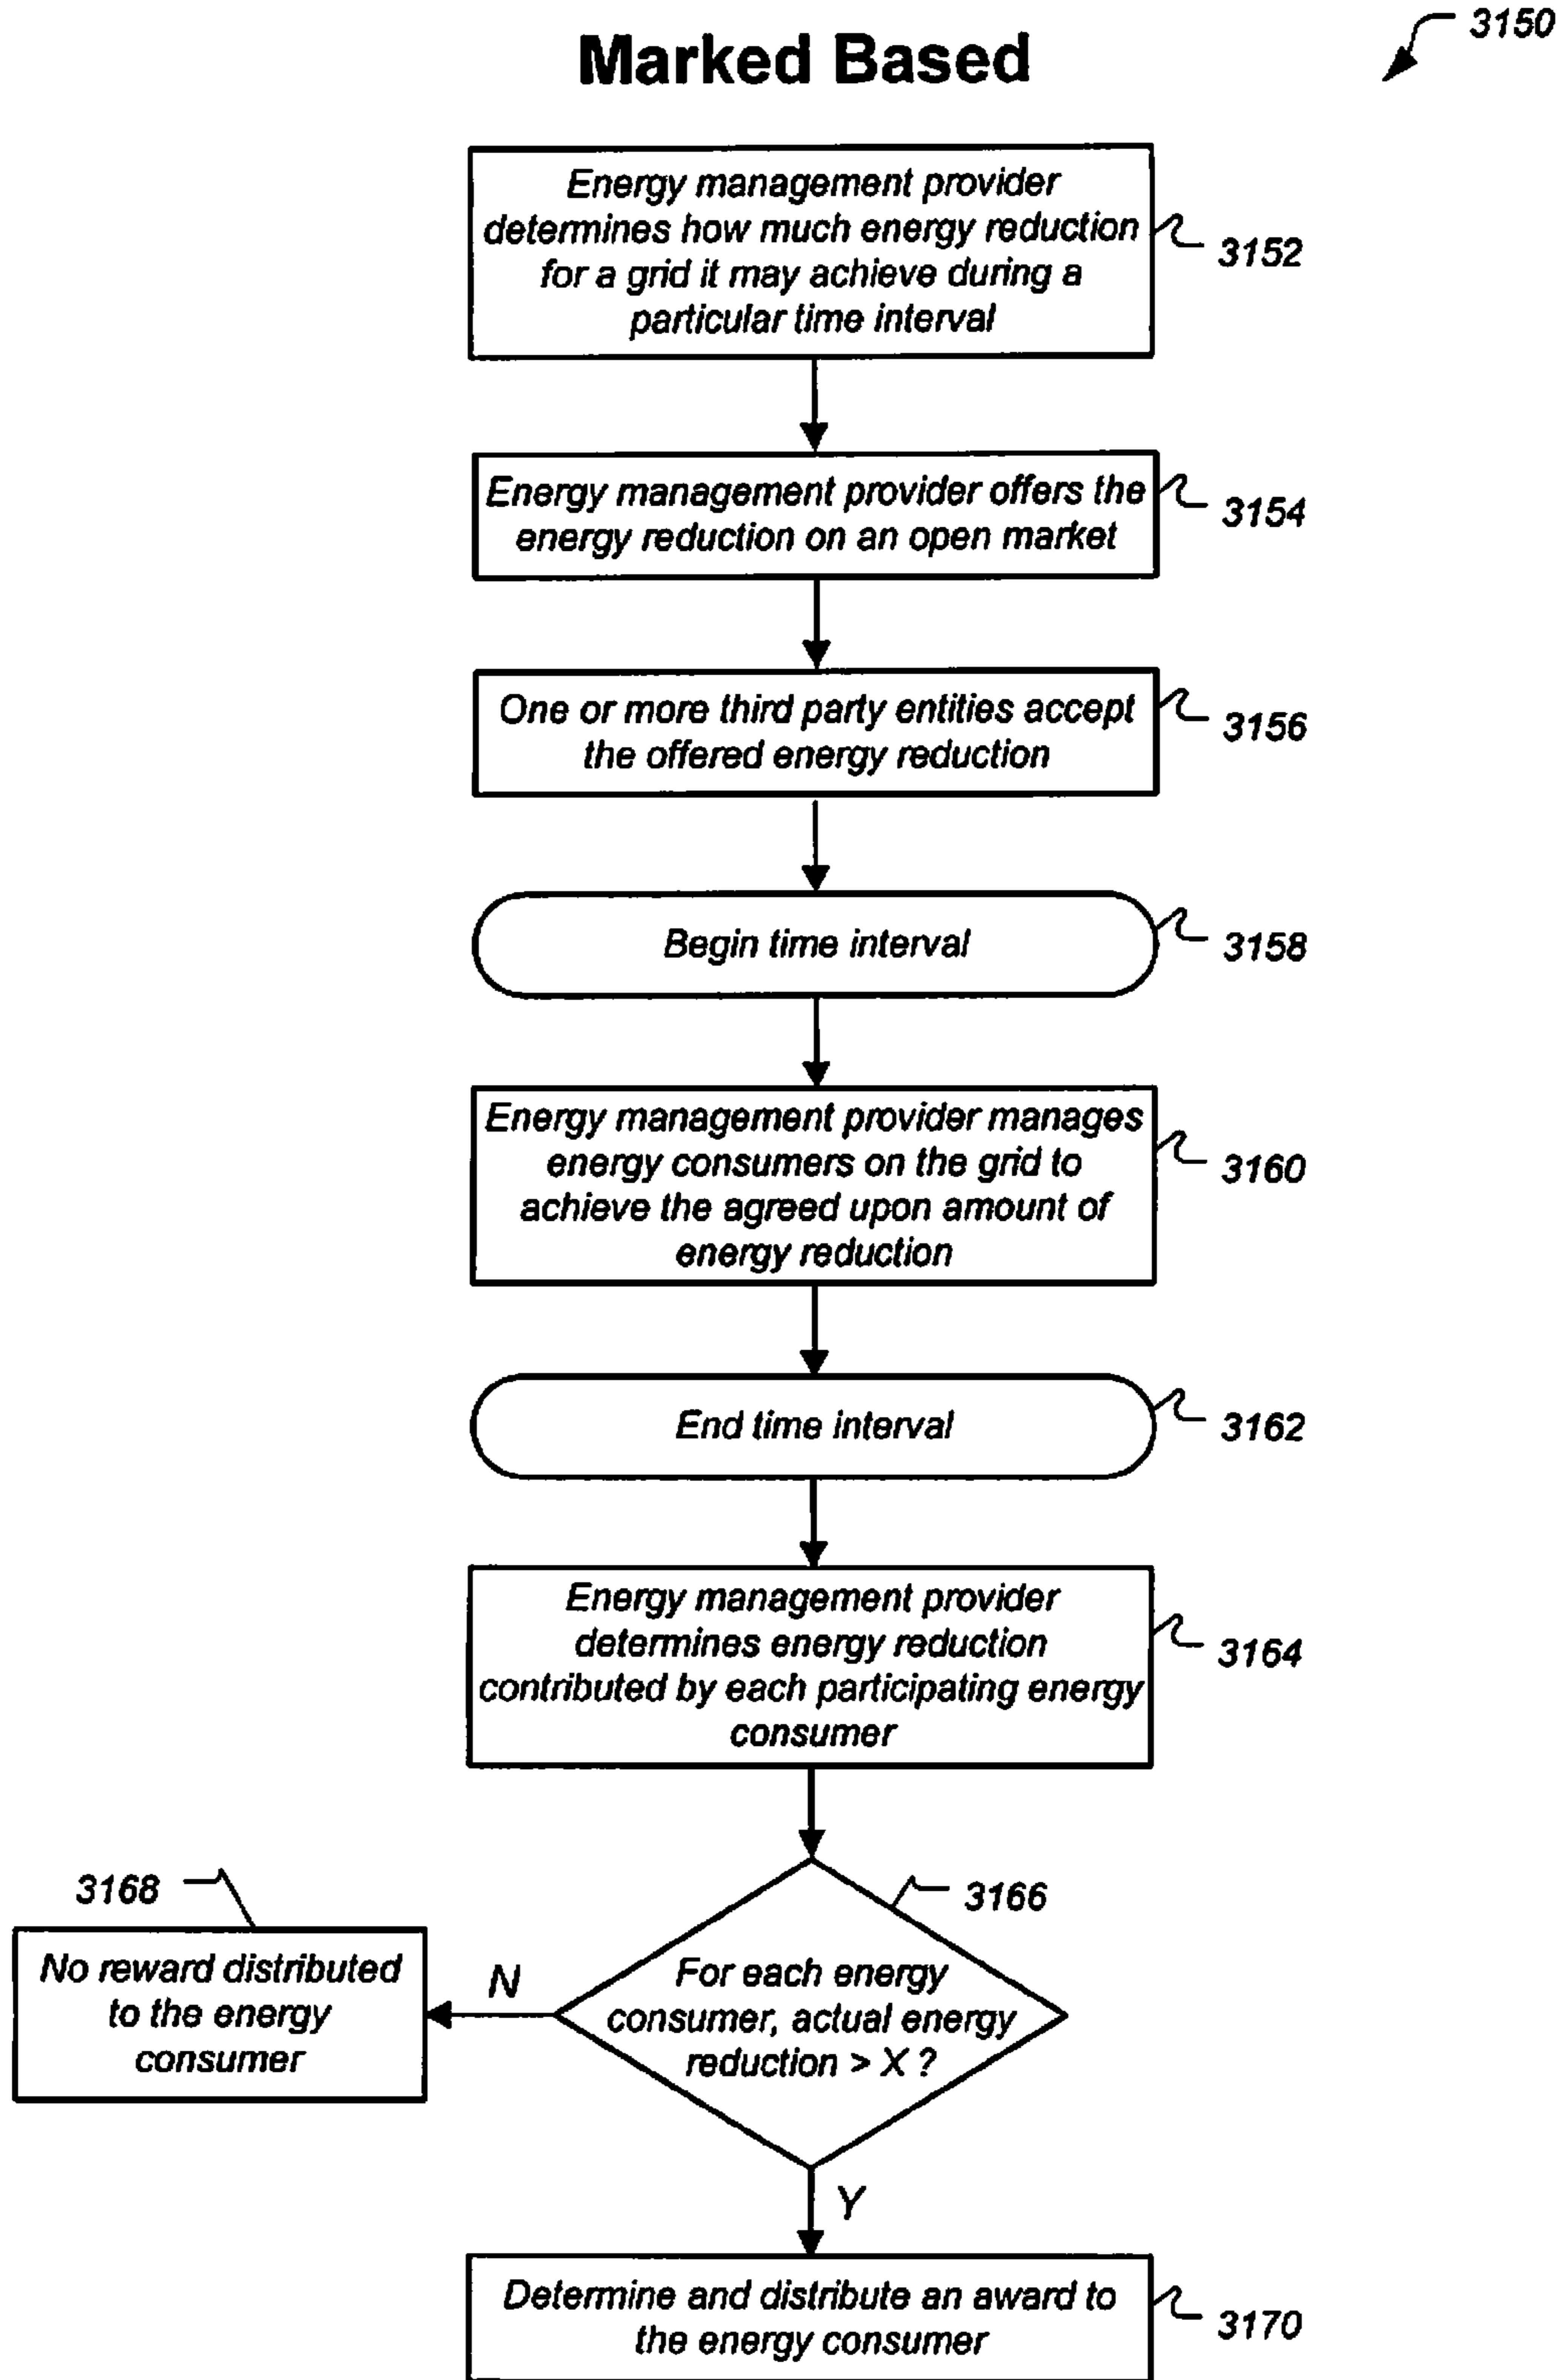 3150
Marked Based
Energy management provider
determines how much energy reduction
for a grid it may achieve during a
particular time interval
3152
Energy management provider offers the
energy reduction on an open market
3154
One or more third party entities accept
the offered energy reduction
3156
Begin time interval
3158
Energy management provider manages
energy consumers on the grid to
achieve the agreed upon amount of
energy reduction
3160
End time interval
3162
Energy management provider
determines energy reduction
contributed by each participating energy
consumer
3164
3168
3166
No reward distributed
to the energy
consumer
N
For each energy
consumer, actual energy
reduction > X ?
Y
Determine and distribute an award to
the energy consumer
3170